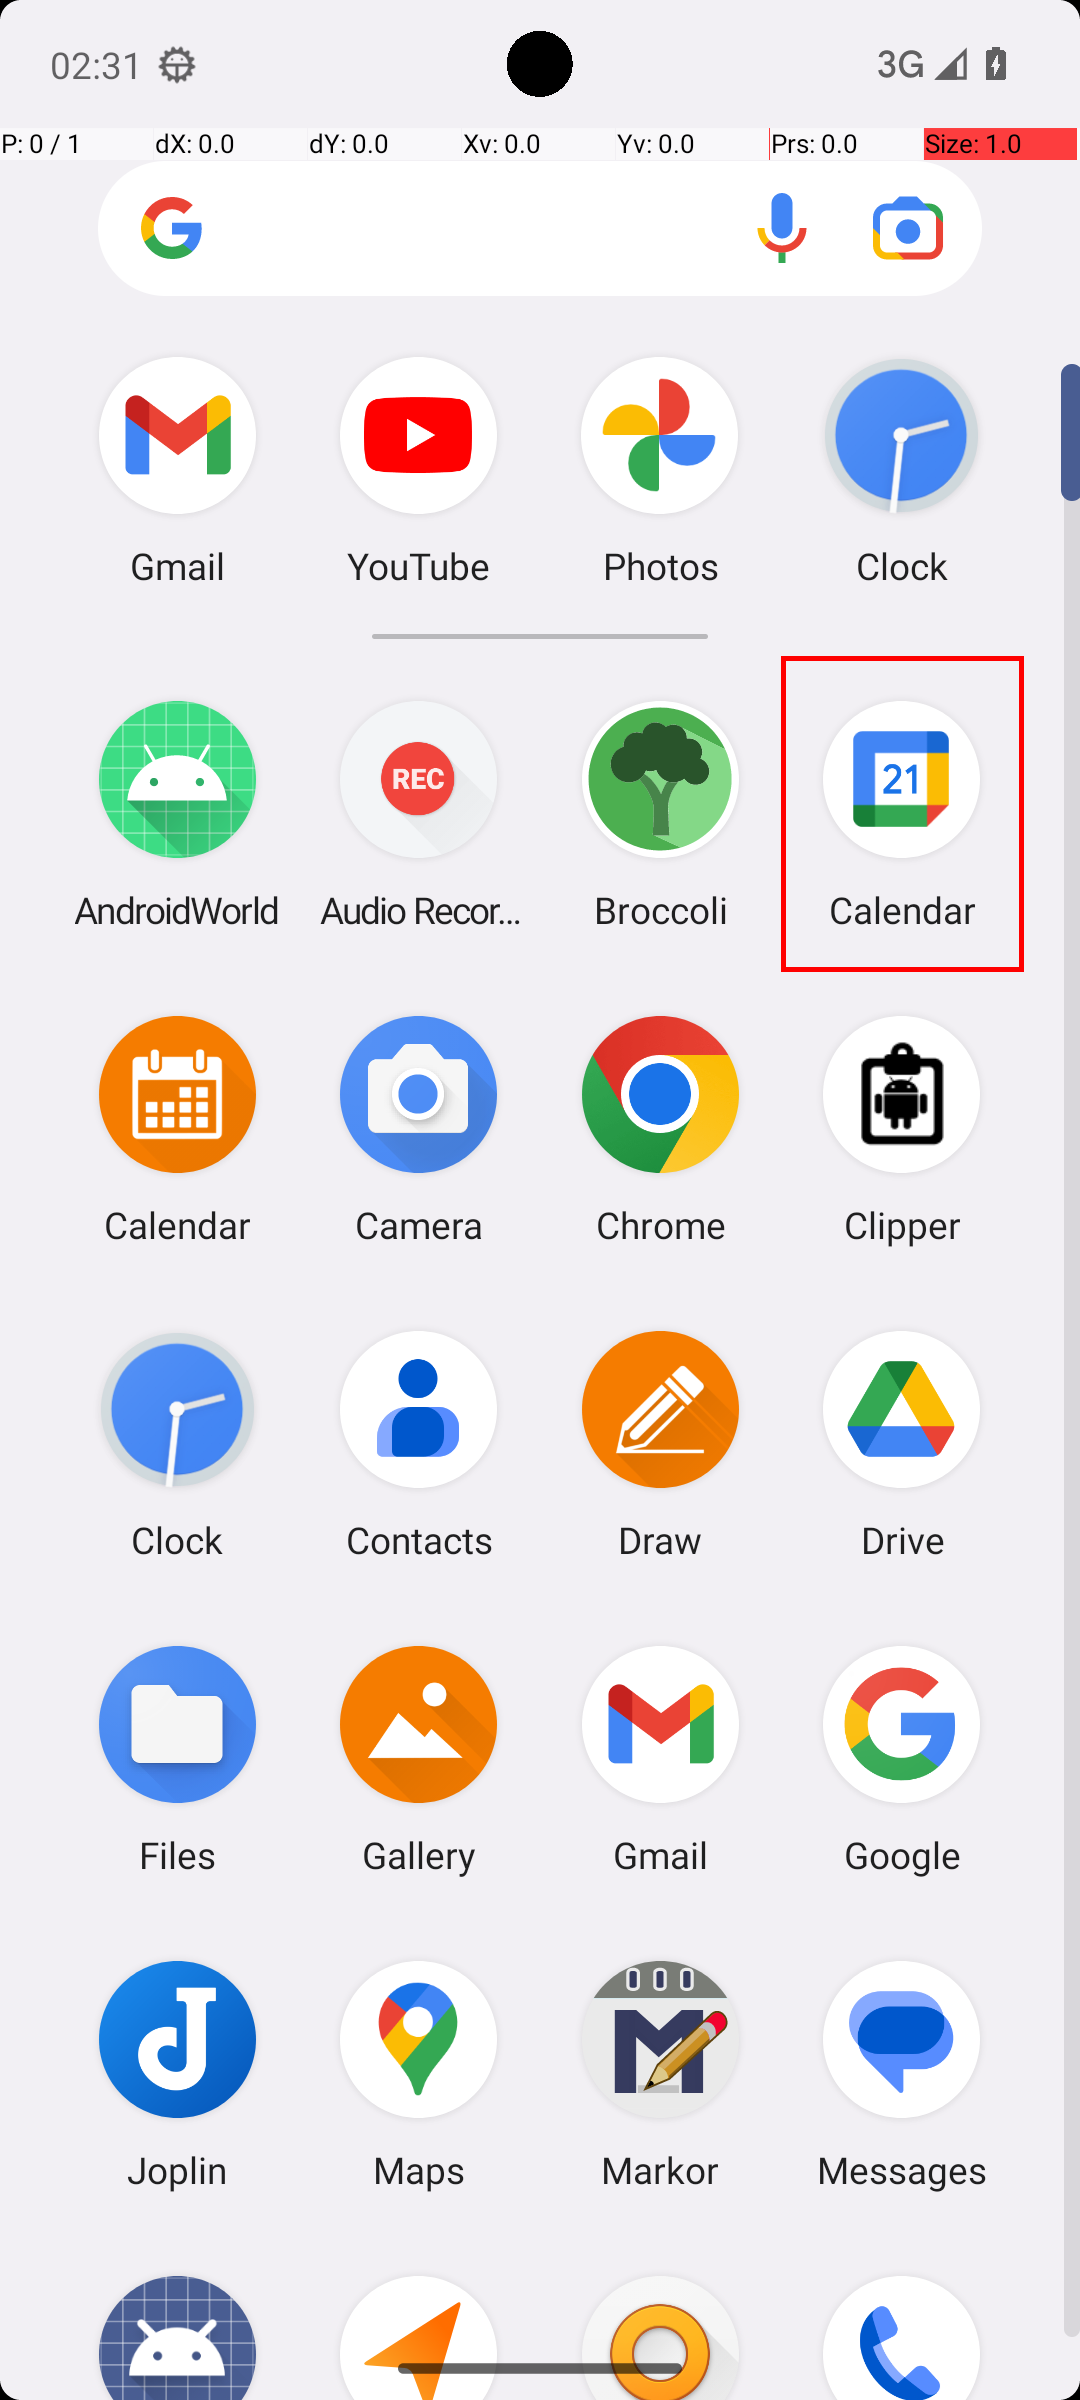 02:31 3G
P: 0 / 1 dX: 0.0 dY: 0.0 Xv: 0.0 Yv: 0.0 Prs: 0.0 Size: 1.0
Gmail YouTube Photos Clock
REC 21
AndroidWorld Audio Recor... Broccoli Calendar
Calendar Camera Chrome Clipper
Clock Contacts Draw Drive
Files Gallery Gmail Google
Joplin Maps Markor Messages